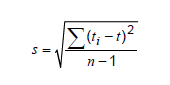 s = √(∑(tᵢ – t)² / n – 1)